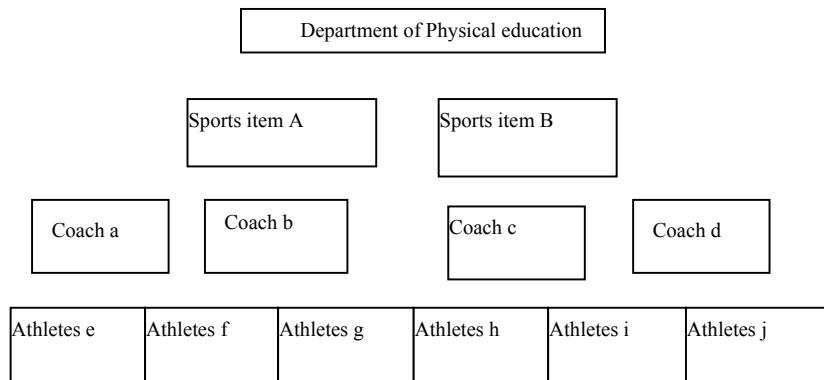 Department of Physical education
Sports item A
Sports item B
Coach a
Coach b
Coach c
Coach d
Athletes e
Athletes f
Athletes g
Athletes h
Athletes i
Athletes j